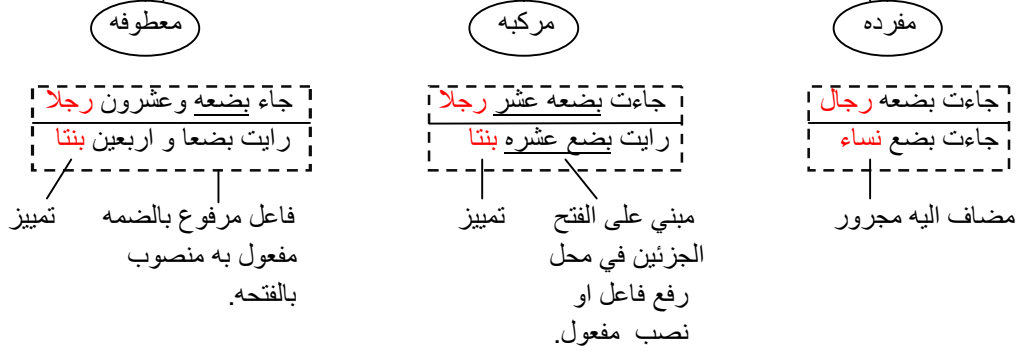 مفرده
مركبه
معطوفه
جاءت بضعه رجال
جاءت بضع نساء
جاءت بضعه عشر رجلا
رايت بضع عشره بنتا
جاء بضعه وعشرون رجلا
رايت بضعا و اربعين بنتا
مضاف اليه مجرور
مبني على الفتح
الجزئين في محل
رفع فاعل او
نصب مفعول.
تمييز
فاعل مرفوع بالضمه
مفعول به منصوب
بالفتحه.
تمييز